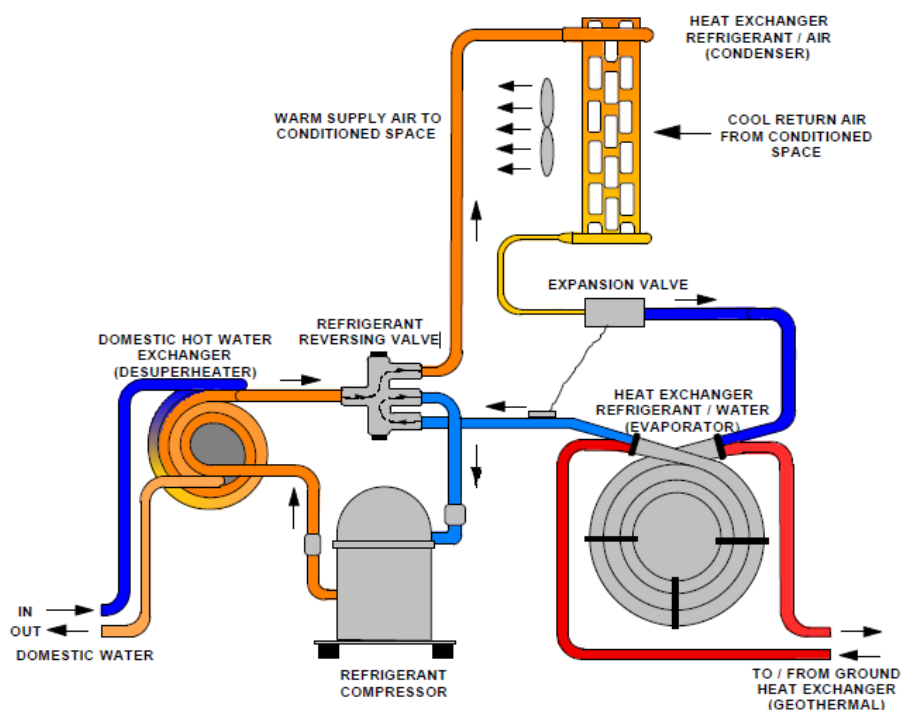 HEAT EXCHANGER
REFRIGERANT / AIR
(CONDENSER)
WARM SUPPLY AIR TO
CONDITIONED SPACE
COOL RETURN AIR
FROM CONDITIONED
SPACE
EXPANSION VALVE
REFRIGERANT
REVERSING VALVE
DOMESTIC HOT WATER
EXCHANGER
(DESUPERHEATER)
HEAT EXCHANGER
REFRIGERANT / WATER
(EVAPORATOR)
IN
OUT
DOMESTIC WATER
REFRIGERANT
COMPRESSOR
TO / FROM GROUND
HEAT EXCHANGER
(GEOTHERMAL)